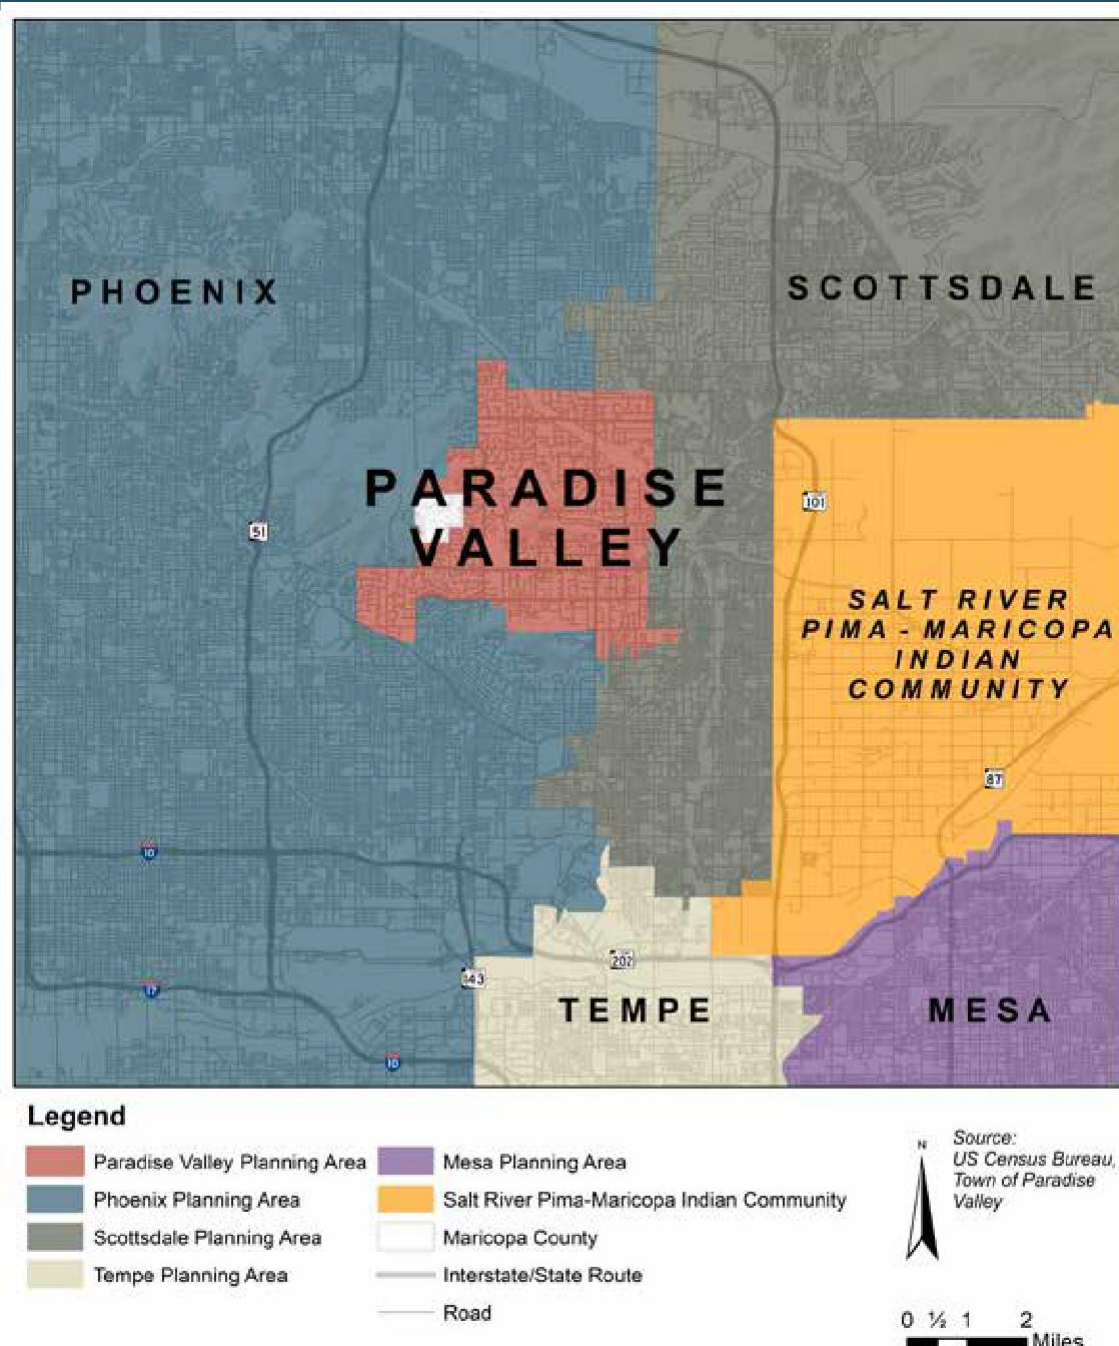 PHOENIX
SCOTTSDALE
PARADISE
VALLEY
101
51
SALT RIVER
PIMA - MARICOPA
INDIAN
COMMUNITY
87
10
202
143
17
TEMPE
MESA
10
Legend
Paradise Valley Planning Area
Phoenix Planning Area
Scottsdale Planning Area
Tempe Planning Area
Mesa Planning Area
Salt River Pima-Maricopa Indian Community
Maricopa County
Interstate/State Route
Road
N
Source:
US Census Bureau,
Town of Paradise
Valley
0 ½ 1 2
Miles